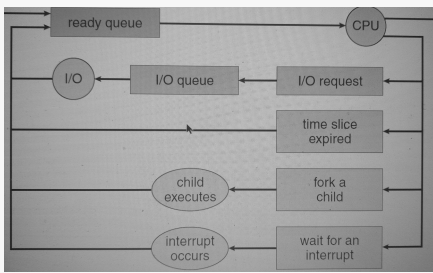 ready queue
CPU
I/O
I/O queue
I/O request
time slice
expired
child
executes
fork a
child
interrupt
occurs
wait for an
interrupt